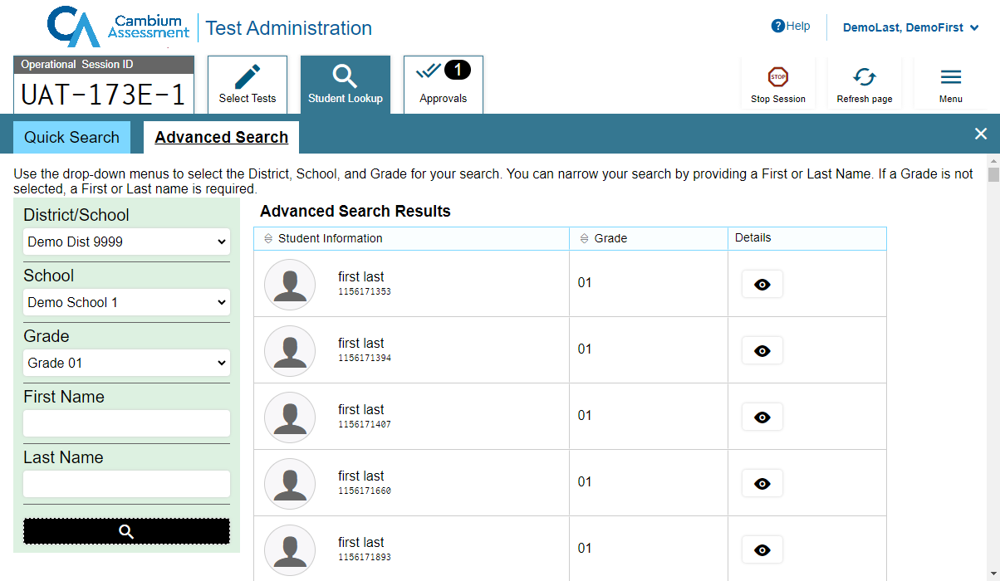 Cambium
Assessment
Test Administration
Help
DemoLast, DemoFirst
Operational Session ID
UAT-173E-1
Select Tests
Student Lookup
1
Approvals
STOP
Stop Session
Refresh page
Menu
Quick Search
Advanced Search
Use the drop-down menus to select the District, School, and Grade for your search. You can narrow your search by providing a First or Last Name. If a Grade is not
selected, a First or Last name is required.
District/School
Demo Dist 9999
School
Demo School 1
Grade
Grade 01
First Name
Last Name
Advanced Search Results
Student Information
Grade
Details
first last
1156171353
01
first last
1156171394
01
first last
1156171407
01
first last
1156171660
01
first last
1156171893
01